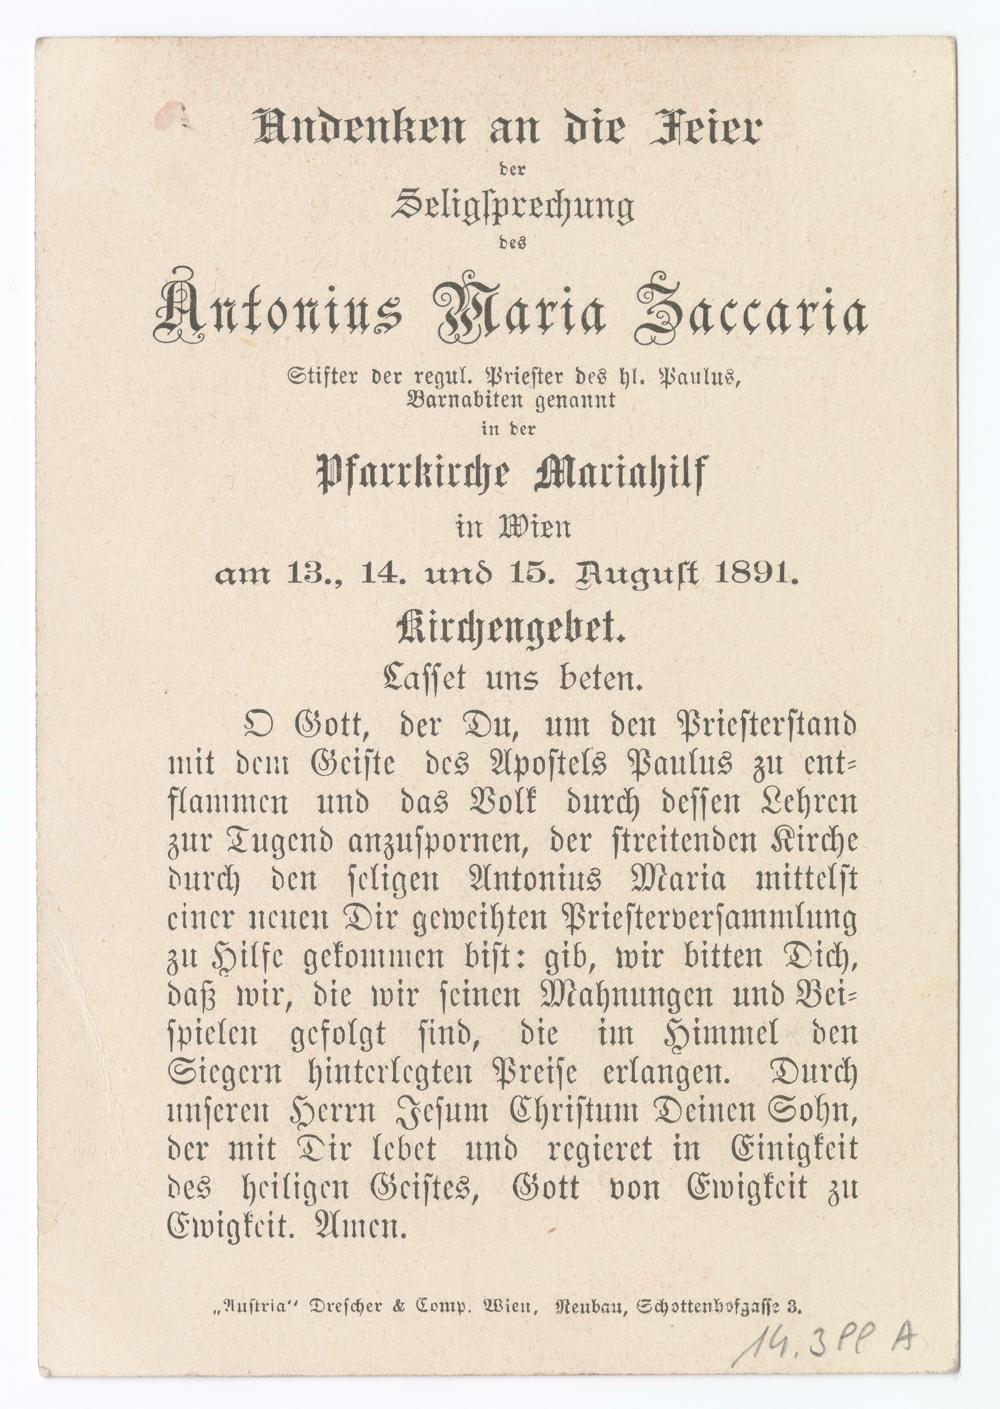 Andenken an die Feier
der
Seligsprechung
des
Antonius Maria Zaccaria
Stifter der regul. Priester des hl. Paulus,
Barnabiten genannt
in der
Pfarrkirche Mariahilf
in Wien
am 13., 14. und 15. August 1891.
Kirchengebet.
Lasset uns beten.
O Gott, der Du, um den Priesterstand
mit dem Geiste des Apostels Paulus zu ent-
flammen und das Volk durch dessen Lehren
zur Tugend anzuspornen, der streitenden Kirche
durch den seligen Antonius Maria mittelst
einer neuen Dir geweihten Priesterversammlung
zu Hilfe gekommen bist: gib, wir bitten Dich,
daß wir, die wir seinen Mahnungen und Bei-
spielen gefolgt sind, die im Himmel den
Siegern hinterlegten Preise erlangen. Durch
unseren Herrn Jesum Christum Deinen Sohn,
der mit Dir lebet und regieret in Einigkeit
des heiligen Geistes, Gott von Ewigkeit zu
Ewigkeit. Amen.
„Austria“ Drescher & Comp. Wien, Neubau, Schottenhofgasse 3.
A